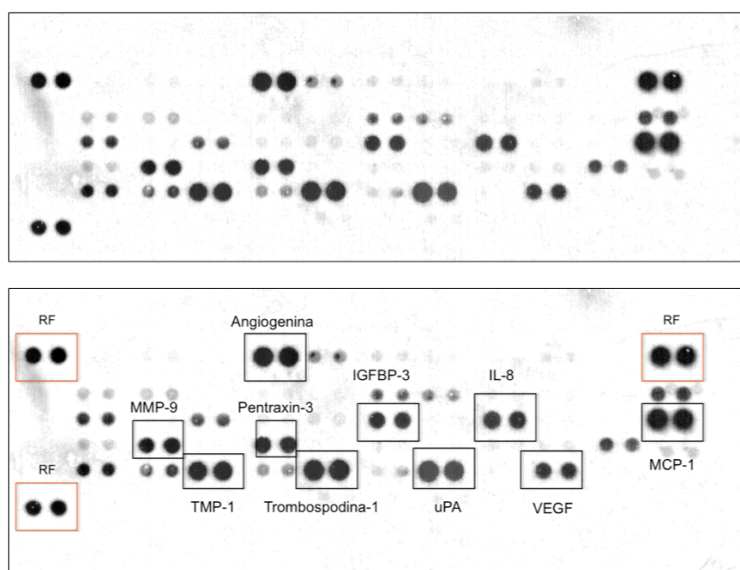 RF
Angiogenina
RF
IGFBP-3
IL-8
MMP-9
Pentraxin-3
MCP-1
RF
TMP-1
Trombospodina-1
uPA
VEGF